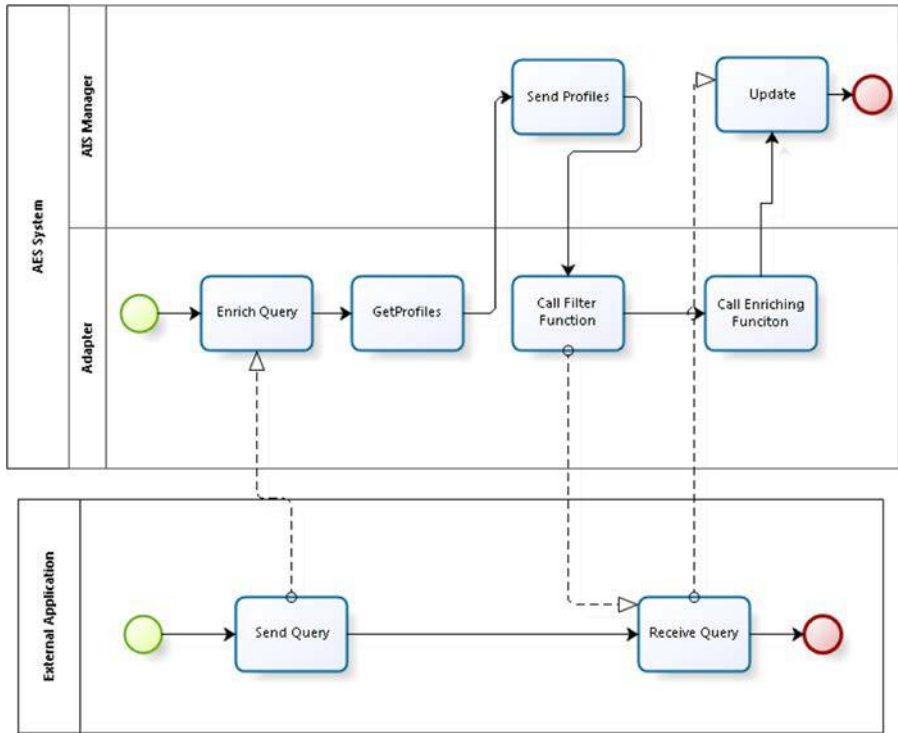 AES System
AIS Manager
Send Profiles
Update
Adapter
Enrich Query
GetProfiles
Call Filter
Function
Call Enriching
Funciton
External Application
Send Query
Receive Query